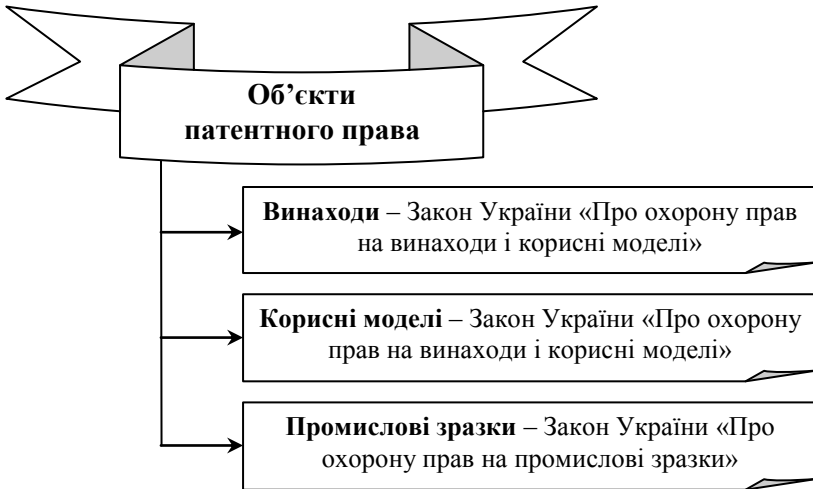 Об’єкти
патентного права
Винаходи – Закон України «Про охорону прав
на винаходи і корисні моделі»
Корисні моделі – Закон України «Про охорону
прав на винаходи і корисні моделі»
Промислові зразки – Закон України «Про
охорону прав на промислові зразки»